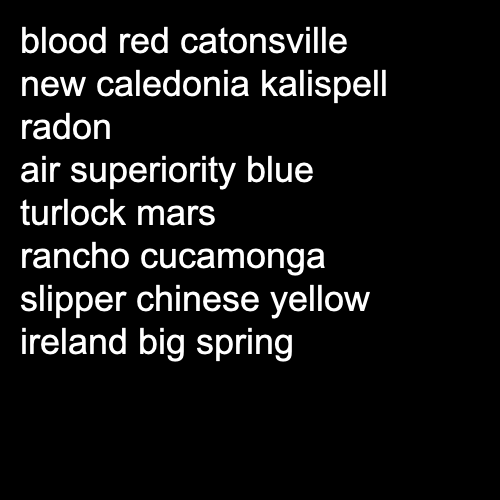 blood red catonsville
new caledonia kalispell
radon
air superiority blue
turlock mars
rancho cucamonga
slipper chinese yellow
ireland big spring